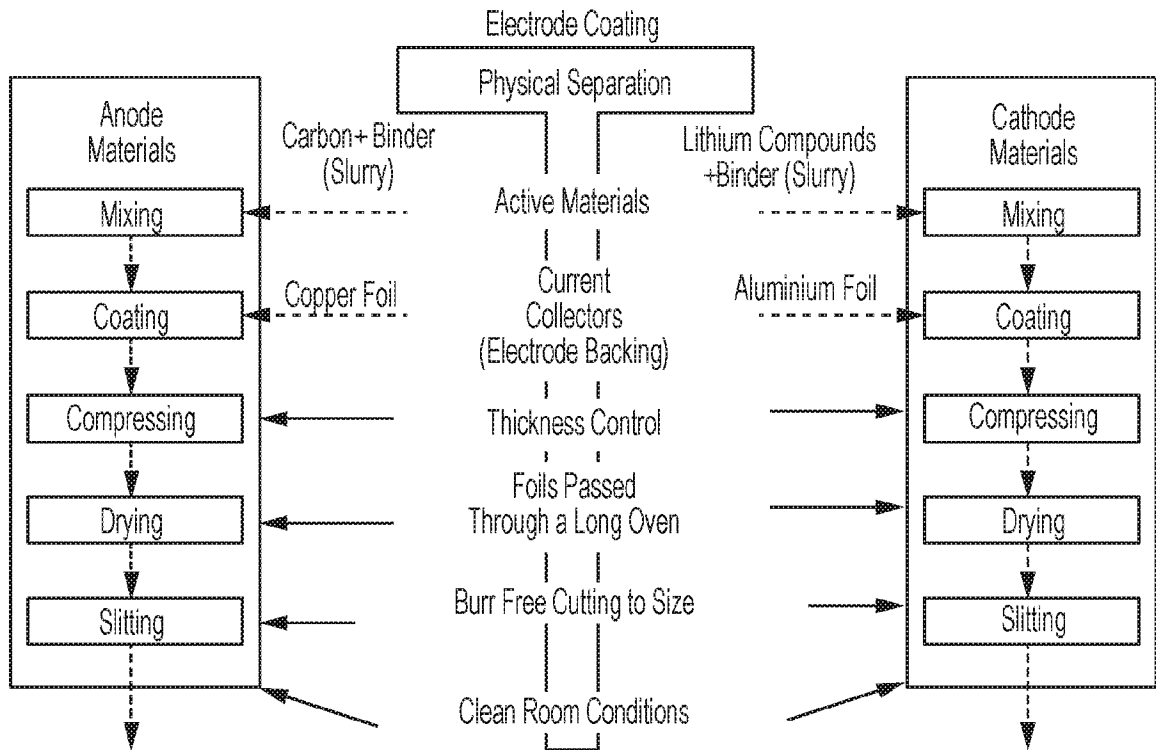 Electrode Coating
Physical Separation
Anode
Materials
Carbon+ Binder
(Slurry)
Lithium Compounds
+Binder (Slurry)
Cathode
Materials
Mixing
Active Materials
Mixing
Coating
Copper Foil
Current
Collectors
(Electrode Backing)
Aluminium Foil
Coating
Compressing
Thickness Control
Compressing
Drying
Foils Passed
Through a Long Oven
Drying
Slitting
Burr Free Cutting to Size
Slitting
Clean Room Conditions